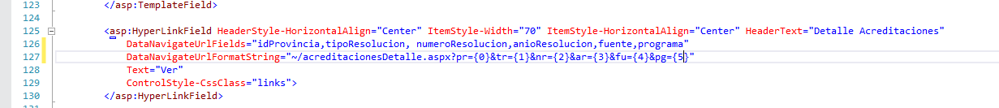 123 </asp:TemplateField>
124
125 <asp:HyperLinkField HeaderStyle-HorizontalAlign="Center" ItemStyle-Width="70" ItemStyle-HorizontalAlign="Center" HeaderText="Detalle Acreditaciones"
126 DataNavigateUrlFields="idProvincia,tipoResolucion, numeroResolucion,anioResolucion,fuente,programa"
127 DataNavigateUrlFormatString="~/acreditacionesDetalle.aspx?pr={0}&tr={1}&nr={2}&ar={3}&fu={4}&pg={5}"
128 Text="Ver"
129 ControlStyle-CssClass="links">
130 </asp:HyperLinkField>